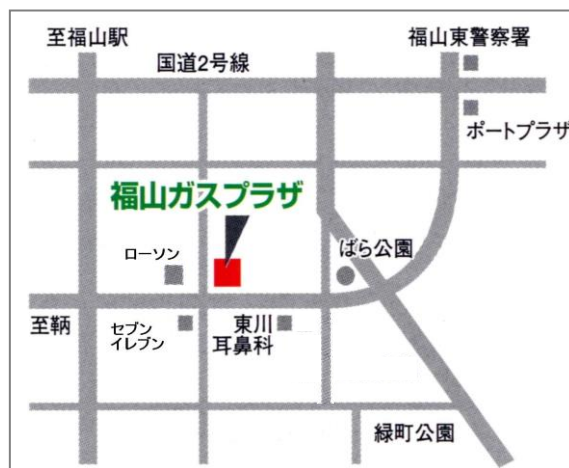 至福山駅
国道2号線
福山東警察署
ポートプラザ
福山ガスプラザ
ローソン
ばら公園
至鞆
セブン
イレブン
東川
耳鼻科
緑町公園